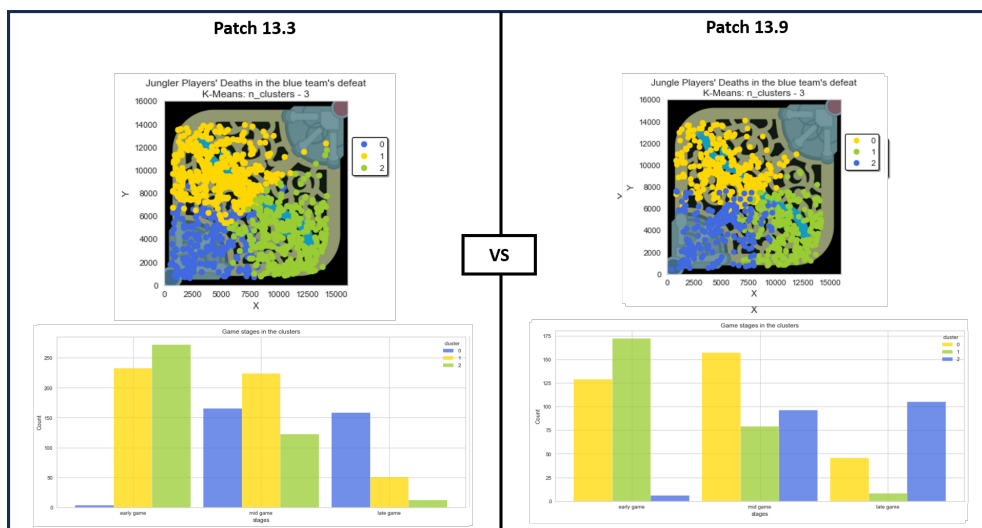 Patch 13.3
Jungler Players' Deaths in the blue team's defeat
K-Means: n_clusters - 3
16000
14000
12000
10000
8000
6000
4000
2000
0
Y
0 2500 5000 7500 10000 12500 15000
X
0
1
2
Game stages in the clusters
cluster
0
1
2
250
200
150
100
50
0
Count
early game mid game late game
stages
VS
Patch 13.9
Jungle Players' Deaths in the blue team's defeat
K-Means: n_clusters - 3
16000
14000
12000
10000
8000
6000
4000
2000
0
Y Y
0 2500 5000 7500 10000 12500 15000
X
X
0
1
2
Game stages in the clusters
cluster
0
1
2
175
150
125
100
75
50
25
0
Count
early game mid game late game
stages